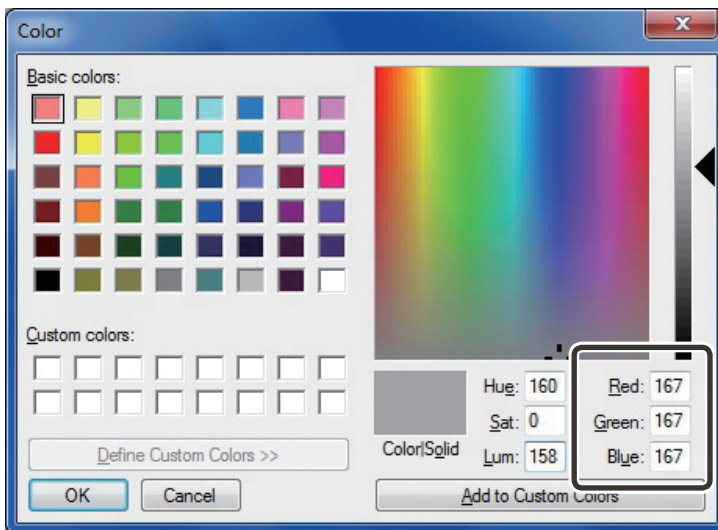 Color
Basic colors:
Custom colors:
Define Custom Colors >>
OK
Cancel
Color|Solid
Hue: 160
Sat: 0
Lum: 158
Red: 167
Green: 167
Blue: 167
Add to Custom Colors